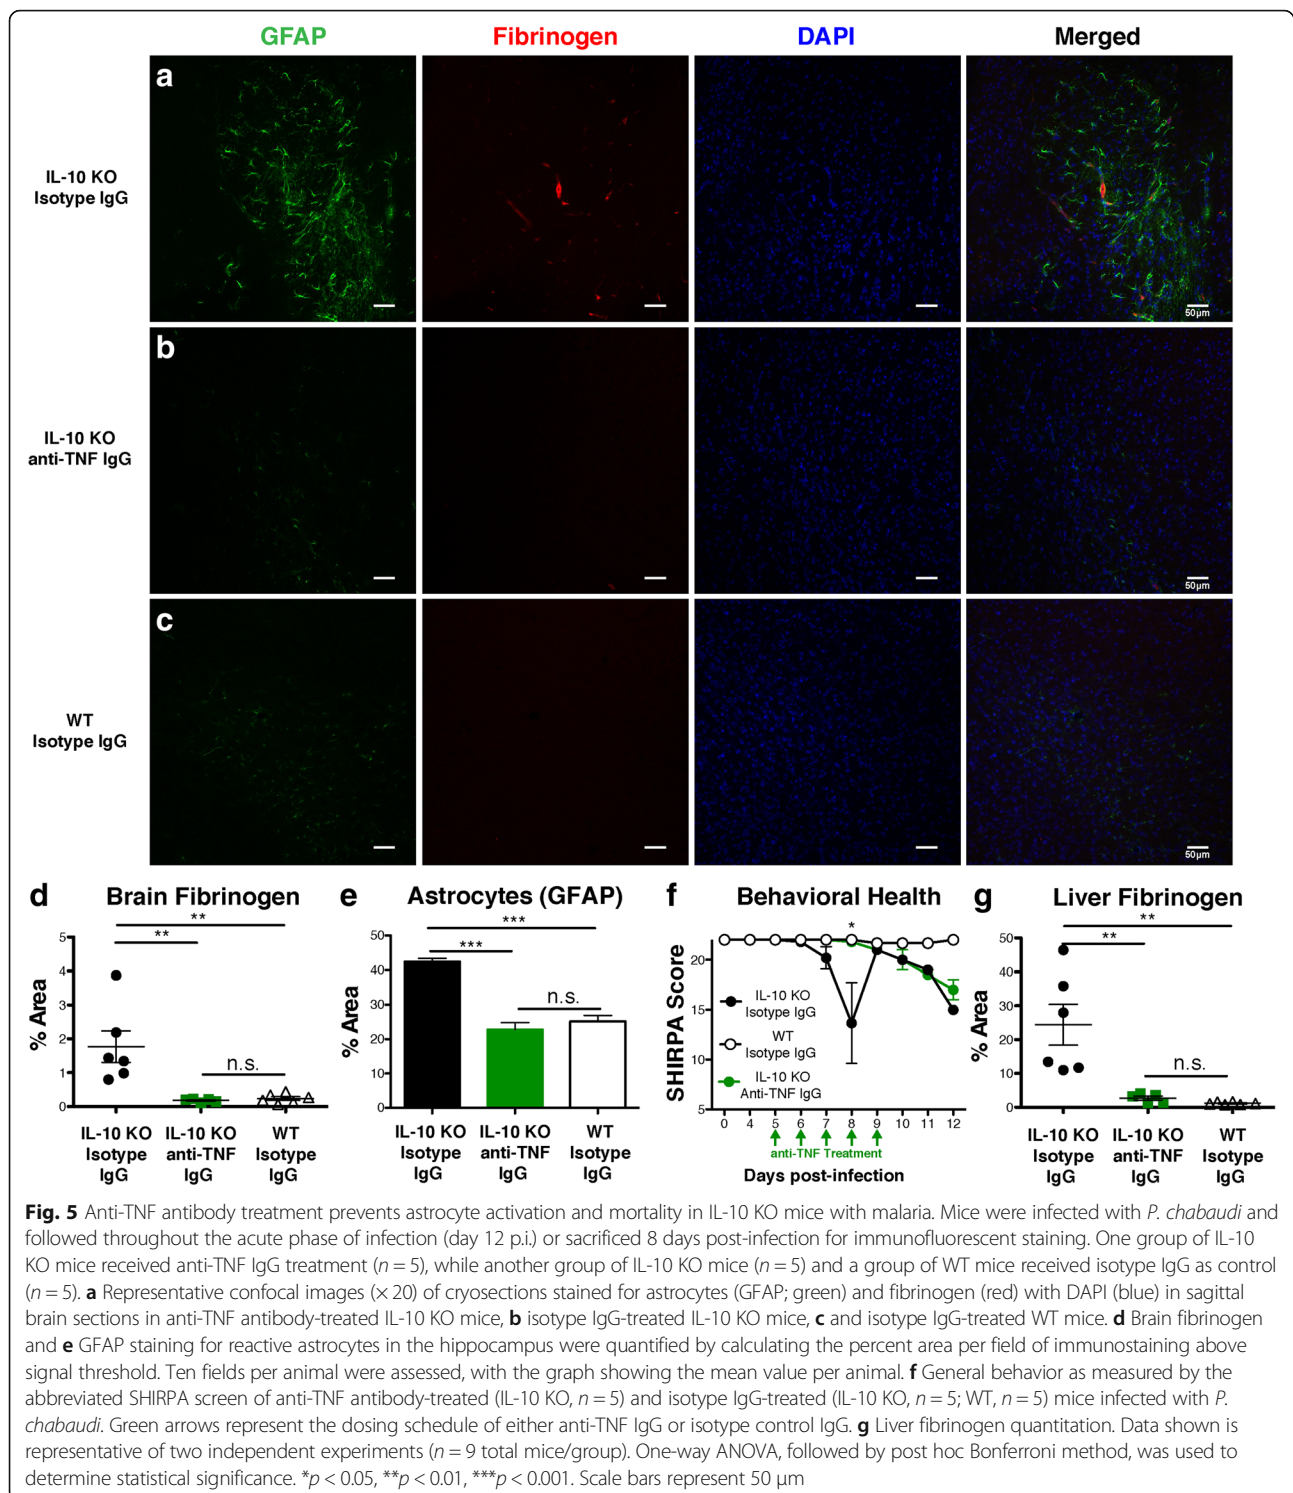 GFAP Fibrinogen DAPI Merged
a
IL-10 KO
Isotype IgG
50µm
b
IL-10 KO
anti-TNF IgG
50µm
c
WT
Isotype IgG
50µm
d Brain Fibrinogen
**
**
n.s.
% Area
5
4
3
2
1
0
IL-10 KO
Isotype
IgG
IL-10 KO
anti-TNF
IgG
WT
Isotype
IgG
e Astrocytes (GFAP)
***
***
n.s.
% Area
50
40
30
20
10
0
IL-10 KO
Isotype
IgG
IL-10 KO
anti-TNF
IgG
WT
Isotype
IgG
f Behavioral Health
*
SHIRPA Score
20
15
10
5
IL-10 KO
Isotype IgG
WT
Isotype IgG
IL-10 KO
Anti-TNF IgG
0 4 5 6 7 8 9 10 11 12
anti-TNF Treatment
Days post-infection
g Liver Fibrinogen
**
**
n.s.
% Area
50
40
30
20
10
0
IL-10 KO
Isotype
IgG
IL-10 KO
anti-TNF
IgG
WT
Isotype
IgG
Fig. 5 Anti-TNF antibody treatment prevents astrocyte activation and mortality in IL-10 KO mice with malaria. Mice were infected with P. chabaudi and
followed throughout the acute phase of infection (day 12 p.i.) or sacrificed 8 days post-infection for immunofluorescent staining. One group of IL-10
KO mice received anti-TNF IgG treatment (n = 5), while another group of IL-10 KO mice (n = 5) and a group of WT mice received isotype IgG as control
(n = 5). a Representative confocal images (× 20) of cryosections stained for astrocytes (GFAP; green) and fibrinogen (red) with DAPI (blue) in sagittal
brain sections in anti-TNF antibody-treated IL-10 KO mice, b isotype IgG-treated IL-10 KO mice, c and isotype IgG-treated WT mice. d Brain fibrinogen
and e GFAP staining for reactive astrocytes in the hippocampus were quantified by calculating the percent area per field of immunostaining above
signal threshold. Ten fields per animal were assessed, with the graph showing the mean value per animal. f General behavior as measured by the
abbreviated SHIRPA screen of anti-TNF antibody-treated (IL-10 KO, n = 5) and isotype IgG-treated (IL-10 KO, n = 5; WT, n = 5) mice infected with P.
chabaudi. Green arrows represent the dosing schedule of either anti-TNF IgG or isotype control IgG. g Liver fibrinogen quantitation. Data shown is
representative of two independent experiments (n = 9 total mice/group). One-way ANOVA, followed by post hoc Bonferroni method, was used to
determine statistical significance. *p < 0.05, **p < 0.01, ***p < 0.001. Scale bars represent 50 µm